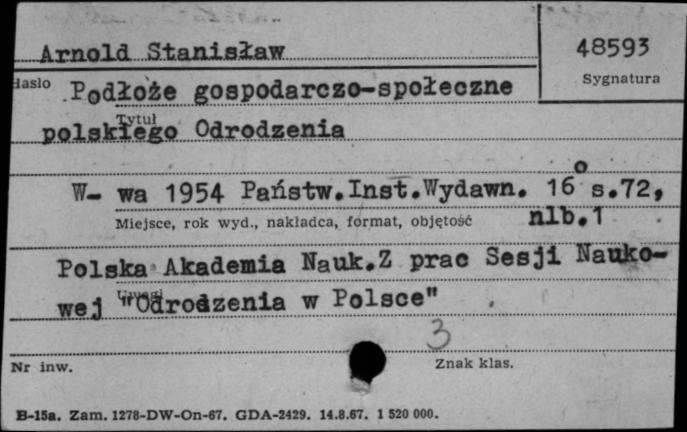 Arnold Stanisław
48593
Hasło
Sygnatura
Podłoże gospodarczo-społeczne
Tytuł
polskiego Odrodzenia
W- wa 1954 Państw.Inst.Wydawn. 16° s.72,
Miejsce, rok wyd., nakładca, format, objętość
nlb.1
Polska Akademia Nauk.Z prac Sesji Nauko-
Uwagi
wej "Odrodzenia w Polsce"
3
Nr inw.
Znak klas.
B-15a. Zam. 1278-DW-On-67. GDA-2429. 14.8.67. 1 520 000.